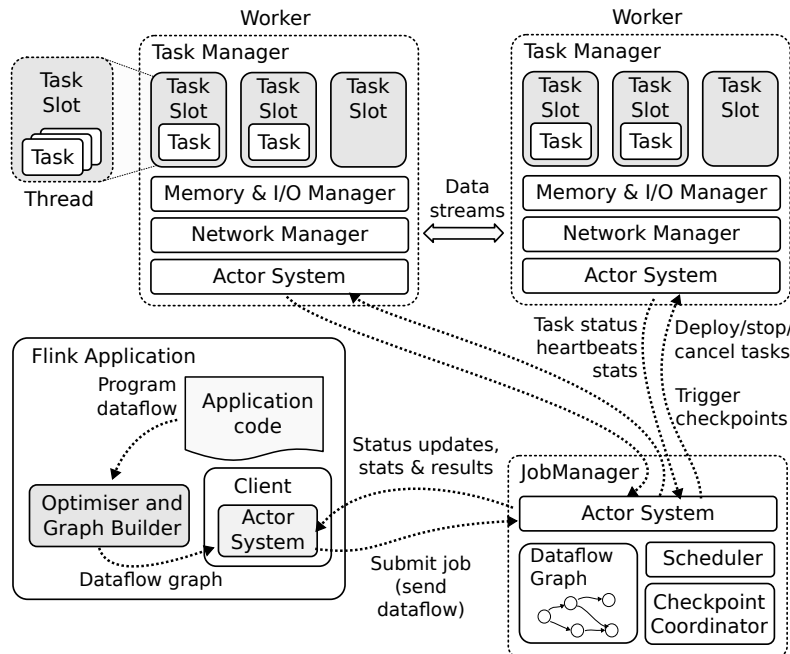 Worker
Task Manager
Task
Slot
Task
Thread
Task
Slot
Task
Task
Slot
Task
Task
Slot
Memory & I/O Manager
Network Manager
Actor System
Data
streams
Worker
Task Manager
Task
Slot
Task
Task
Slot
Task
Task
Slot
Memory & I/O Manager
Network Manager
Actor System
Task status
heartbeats
stats
Deploy/stop/
cancel tasks
Trigger
checkpoints
Flink Application
Program
dataflow
Application
code
Optimiser and
Graph Builder
Client
Actor
System
Dataflow graph
Status updates,
stats & results
Submit job
(send
dataflow)
JobManager
Actor System
Dataflow
Graph
Scheduler
Checkpoint
Coordinator